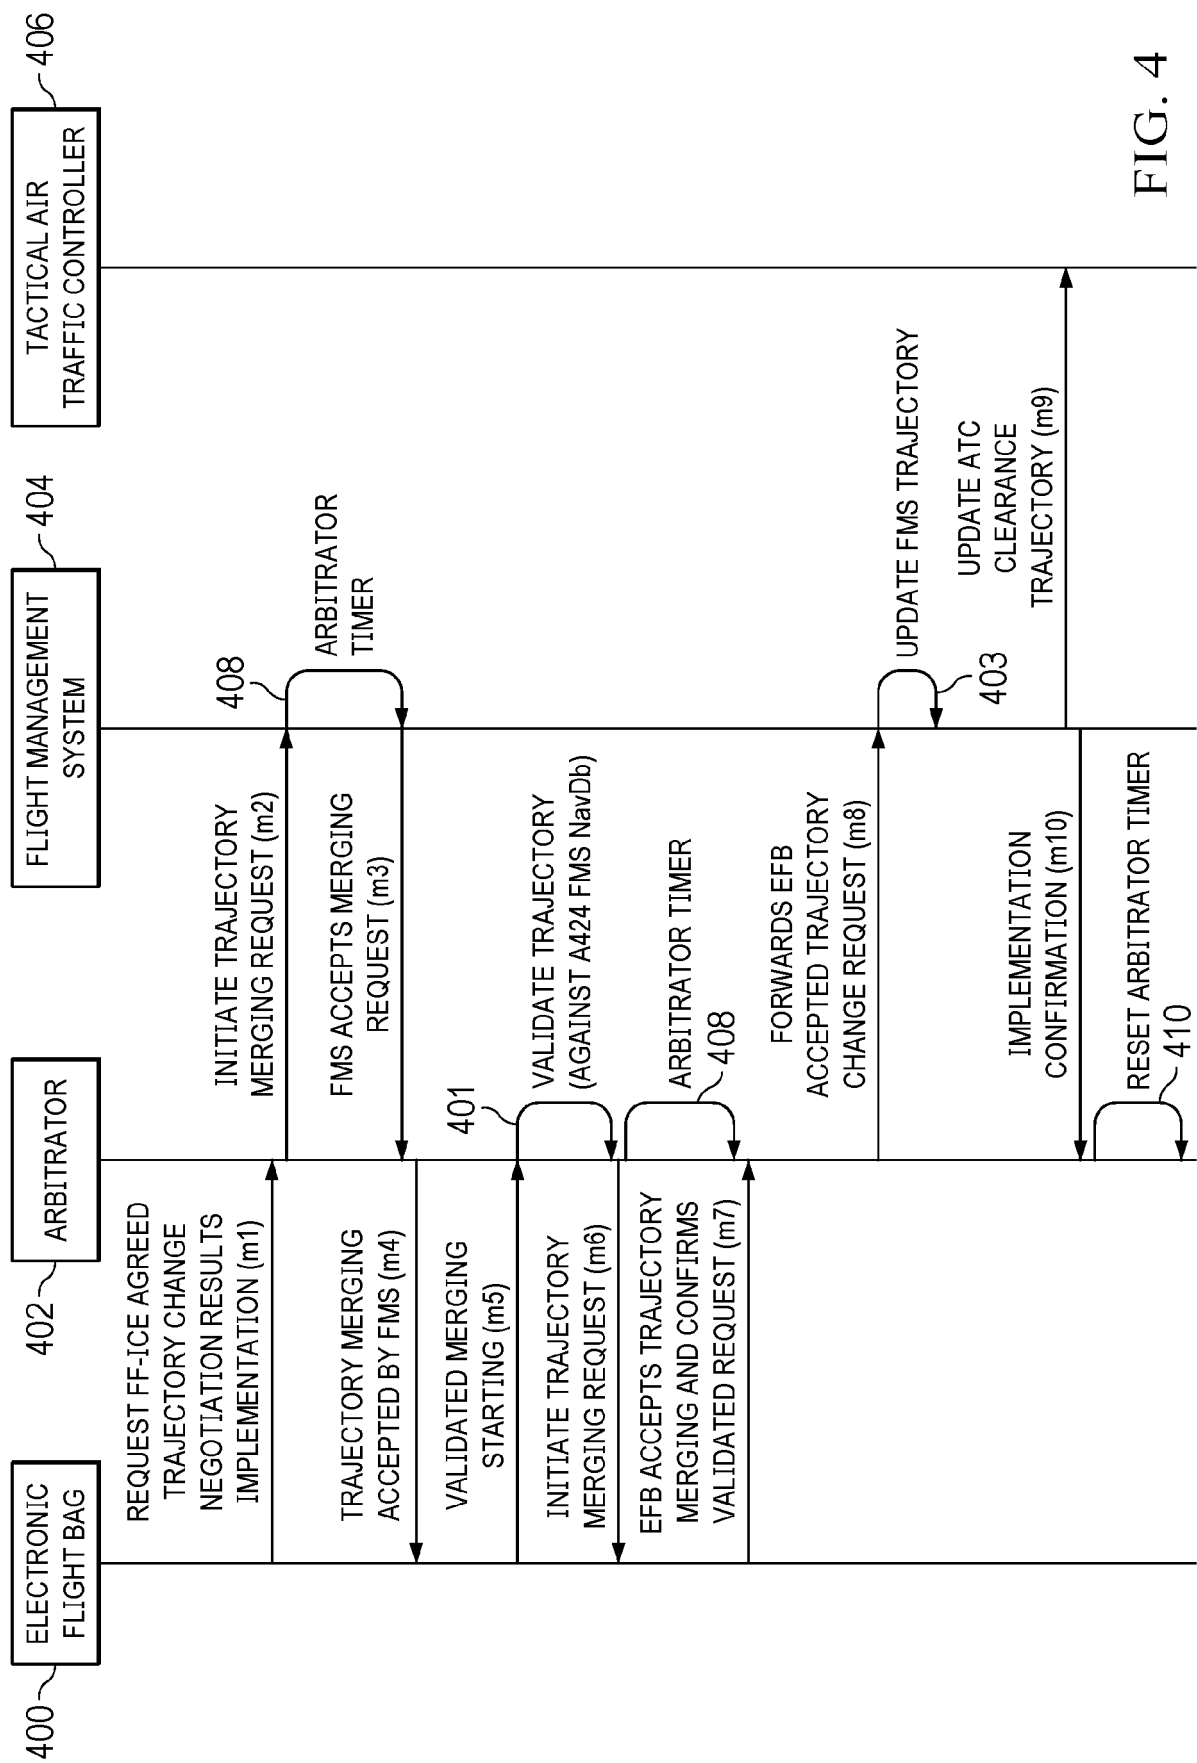 400
ELECTRONIC
FLIGHT BAG
402
ARBITRATOR
404
FLIGHT MANAGEMENT
SYSTEM
406
TACTICAL AIR
TRAFFIC CONTROLLER
REQUEST FF-ICE AGREED
TRAJECTORY CHANGE
NEGOTIATION RESULTS
IMPLEMENTATION (m1)
INITIATE TRAJECTORY
MERGING REQUEST (m2)
408
ARBITRATOR
TIMER
FMS ACCEPTS MERGING
REQUEST (m3)
TRAJECTORY MERGING
ACCEPTED BY FMS (m4)
VALIDATED MERGING
STARTING (m5)
401
VALIDATE TRAJECTORY
(AGAINST A424 FMS NavDb)
INITIATE TRAJECTORY
MERGING REQUEST (m6)
ARBITRATOR TIMER
408
EFB ACCEPTS TRAJECTORY
MERGING AND CONFIRMS
VALIDATED REQUEST (m7)
FORWARDS EFB
ACCEPTED TRAJECTORY
CHANGE REQUEST (m8)
UPDATE FMS TRAJECTORY
403
UPDATE ATC
CLEARANCE
TRAJECTORY (m9)
IMPLEMENTATION
CONFIRMATION (m10)
RESET ARBITRATOR TIMER
410
FIG. 4